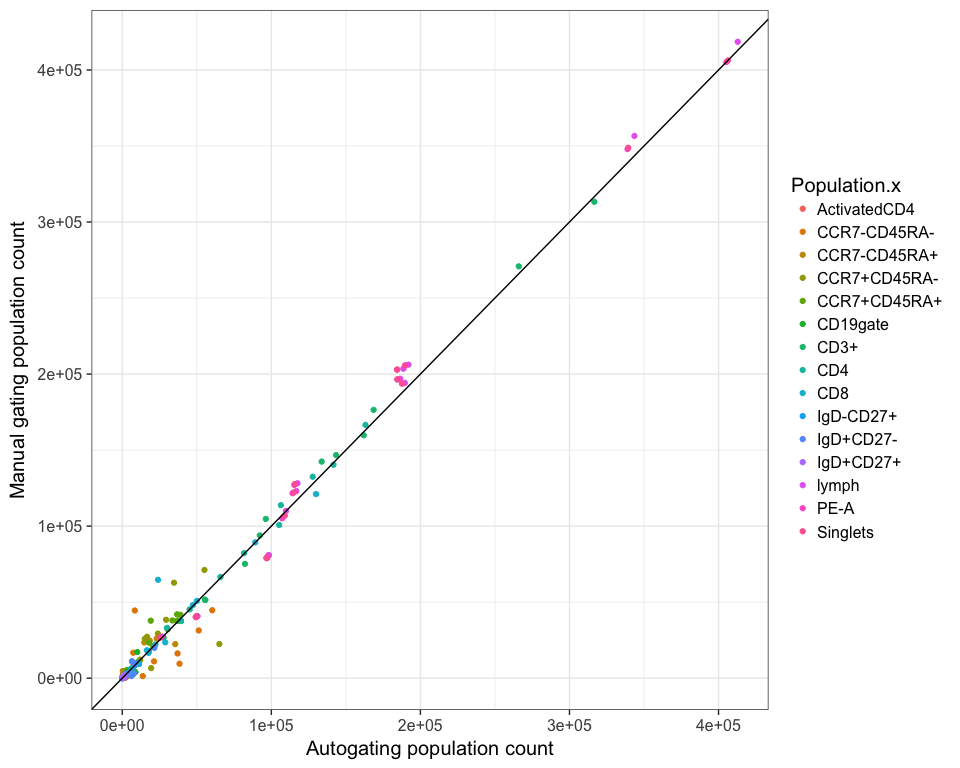 4e+05
3e+05
2e+05
1e+05
0e+00
Manual gating population count
0e+00 1e+05 2e+05 3e+05 4e+05
Autogating population count
Population.x
ActivatedCD4
CCR7-CD45RA-
CCR7-CD45RA+
CCR7+CD45RA-
CCR7+CD45RA+
CD19gate
CD3+
CD4
CD8
IgD-CD27+
IgD+CD27-
IgD+CD27+
lymph
PE-A
Singlets